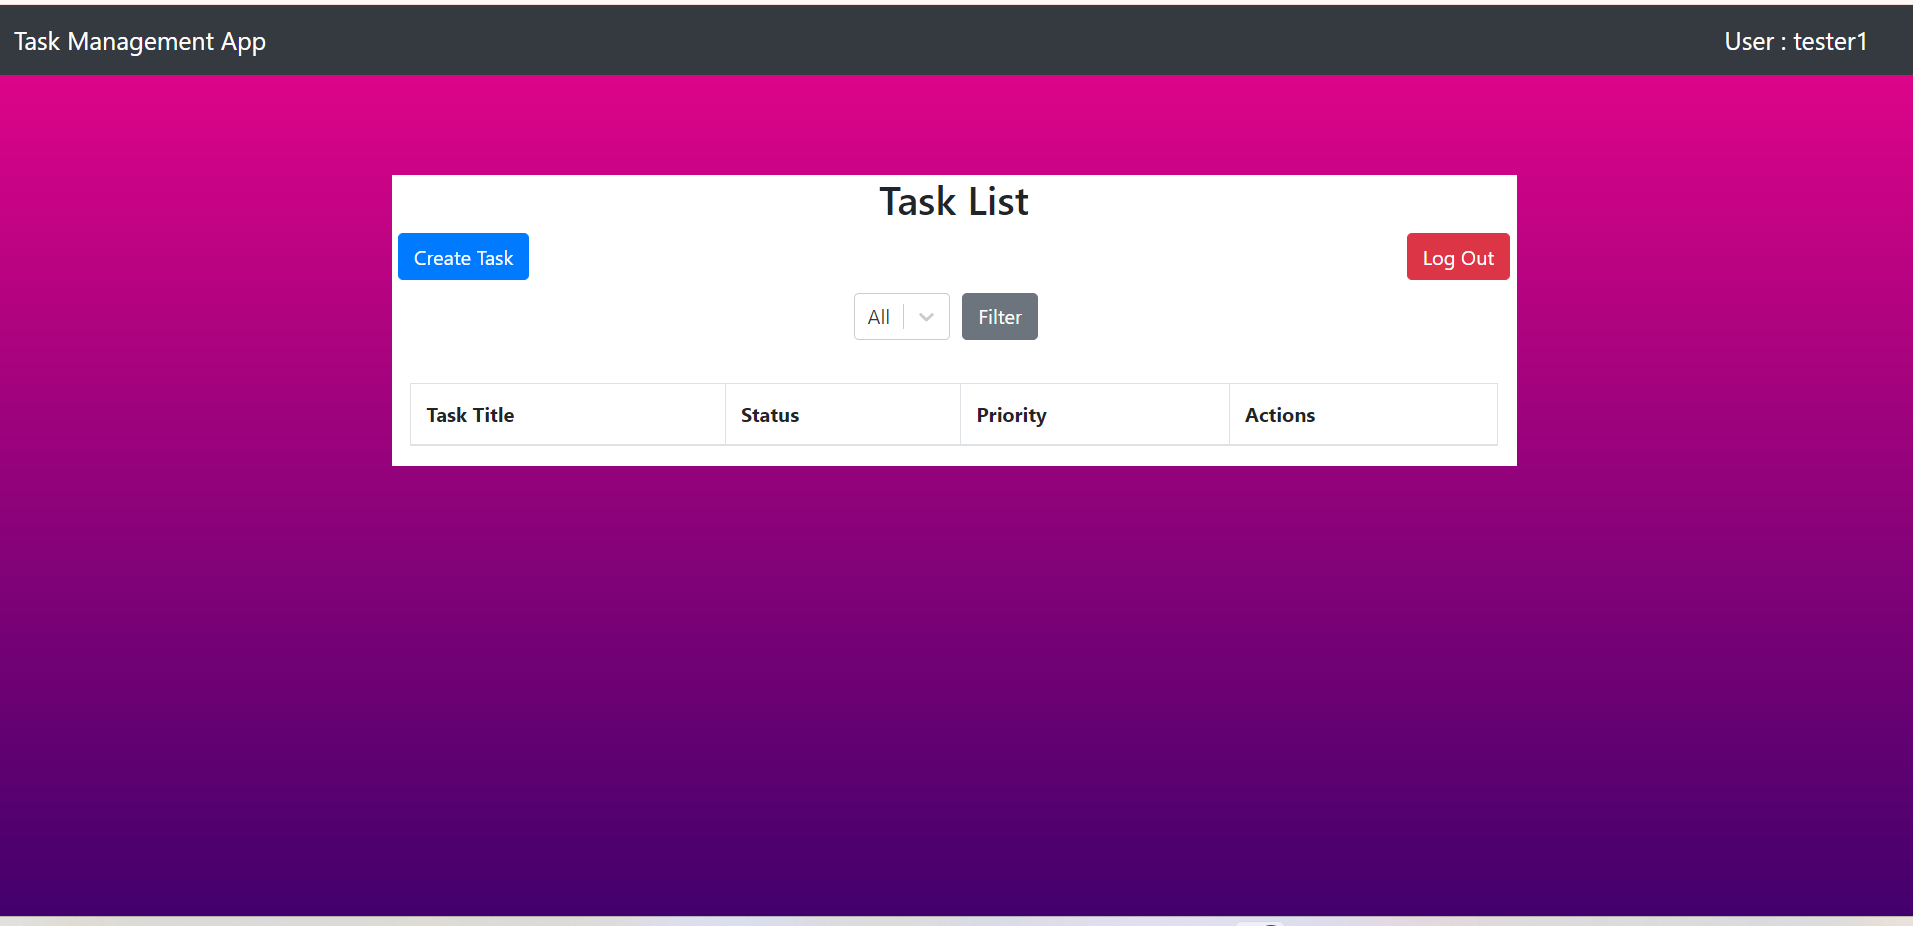 Task Management App
User : tester1
Task List
Create Task
Log Out
All
Filter
Task Title
Status
Priority
Actions